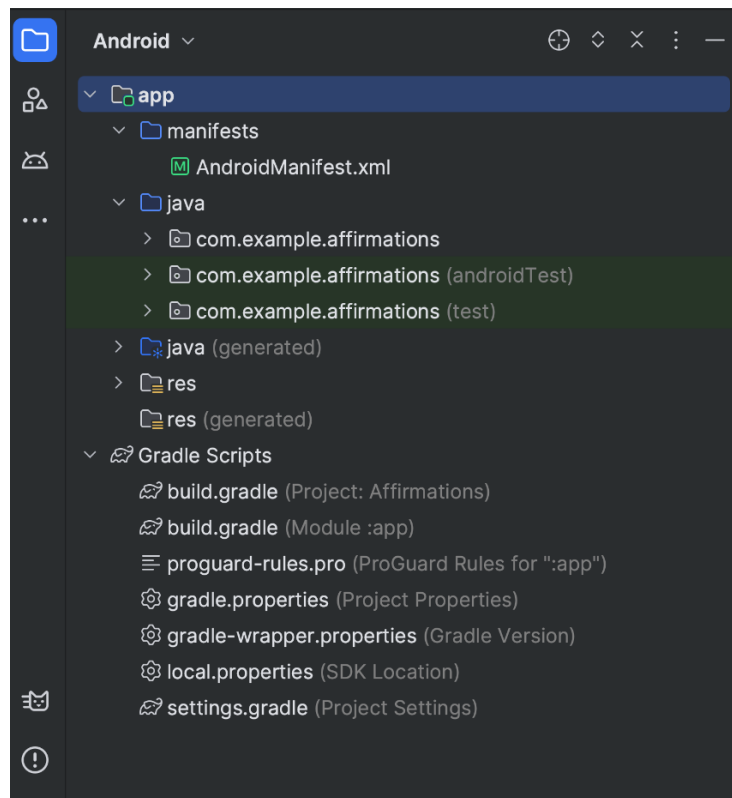 Android
app
manifests
AndroidManifest.xml
java
com.example.affirmations
com.example.affirmations (androidTest)
com.example.affirmations (test)
java (generated)
res
res (generated)
Gradle Scripts
build.gradle (Project: Affirmations)
build.gradle (Module :app)
proguard-rules.pro (ProGuard Rules for ":app")
gradle.properties (Project Properties)
gradle-wrapper.properties (Gradle Version)
local.properties (SDK Location)
settings.gradle (Project Settings)